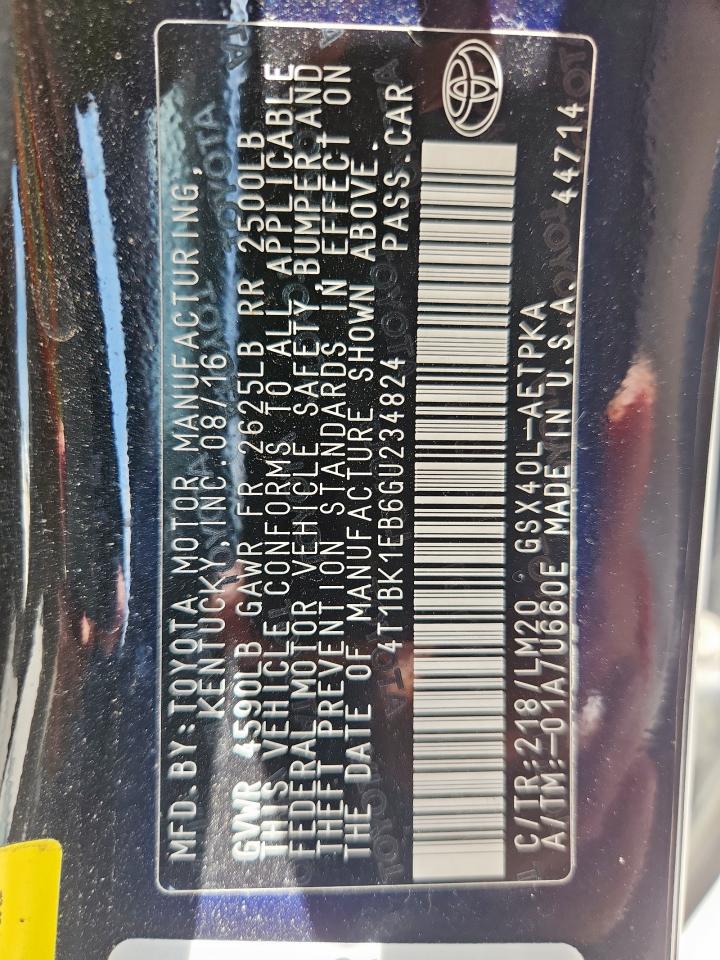 MFD.BY:TOYOTA MOTOR MANUFACTURING,
KENTUCKY,INC. 08/16
GVWR 4590LB GAWR FR 2625LB RR 2500LB
THIS VEHICLE CONFORMS TO ALL APPLICABLE
FEDERAL MOTOR VEHICLE SAFETY, BUMPER, AND
THEFT PREVENTION STANDARDS IN EFFECT ON
THE DATE OF MANUFACTURE SHOWN ABOVE.
4T1BK1EB6GU234824 PASS.CAR
C/TR:218/LM20 GSX40L-AETPKA 44714
A/TM:-01A/U660E MADE IN U.S.A.